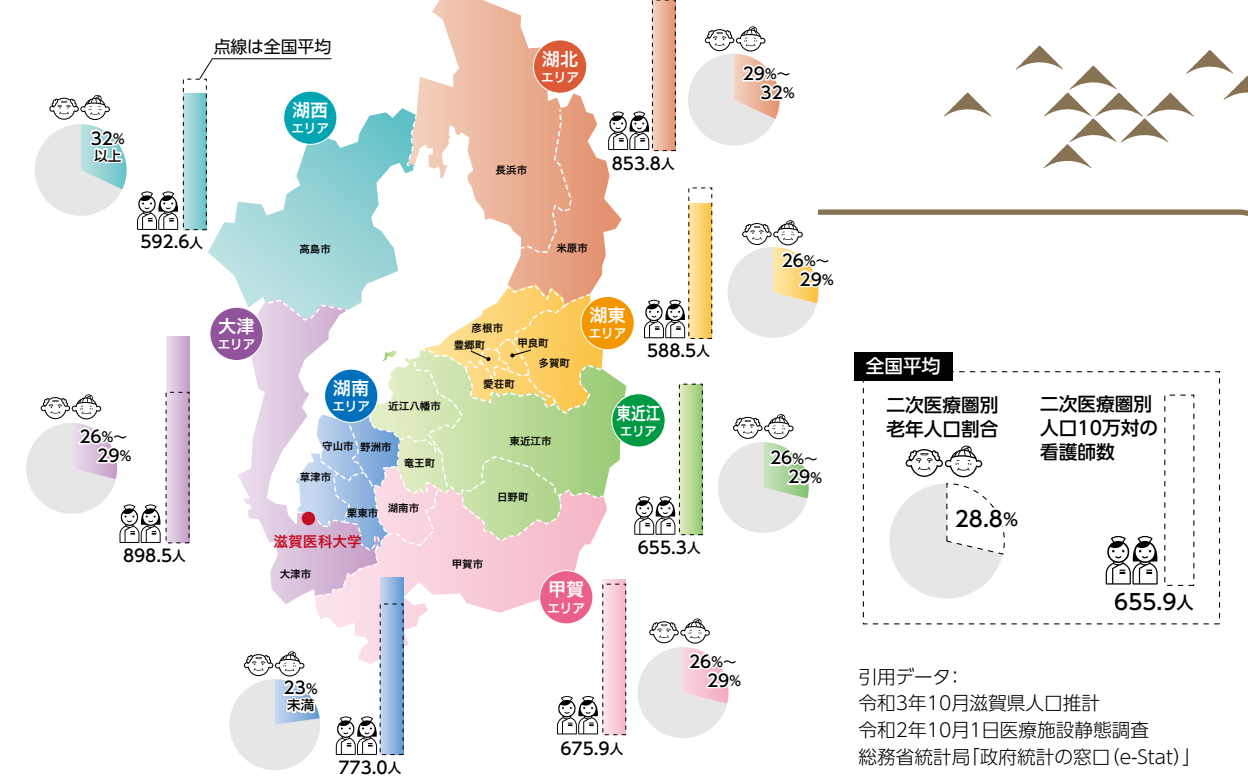 点線は全国平均
湖北
エリア
29%～
32%
853.8人
湖西
エリア
32%
以上
592.6人
長浜市
米原市
高島市
26%～
29%
588.5人
湖東
エリア
彦根市
豊郷町
甲良町
多賀町
愛荘町
大津
エリア
26%～
29%
898.5人
湖南
エリア
近江八幡市
東近江市
竜王町
日野町
東近江
エリア
26%～
29%
655.3人
守山市
野洲市
草津市
栗東市
湖南市
滋賀医科大学
大津市
甲賀市
甲賀
エリア
26%～
29%
675.9人
23%
未満
773.0人
全国平均
二次医療圏別
老年人口割合
28.8%
二次医療圏別
人口10万対の
看護師数
655.9人
引用データ：
令和3年10月滋賀県人口推計
令和2年10月1日医療施設静態調査
総務省統計局「政府統計の窓口（e-Stat）」